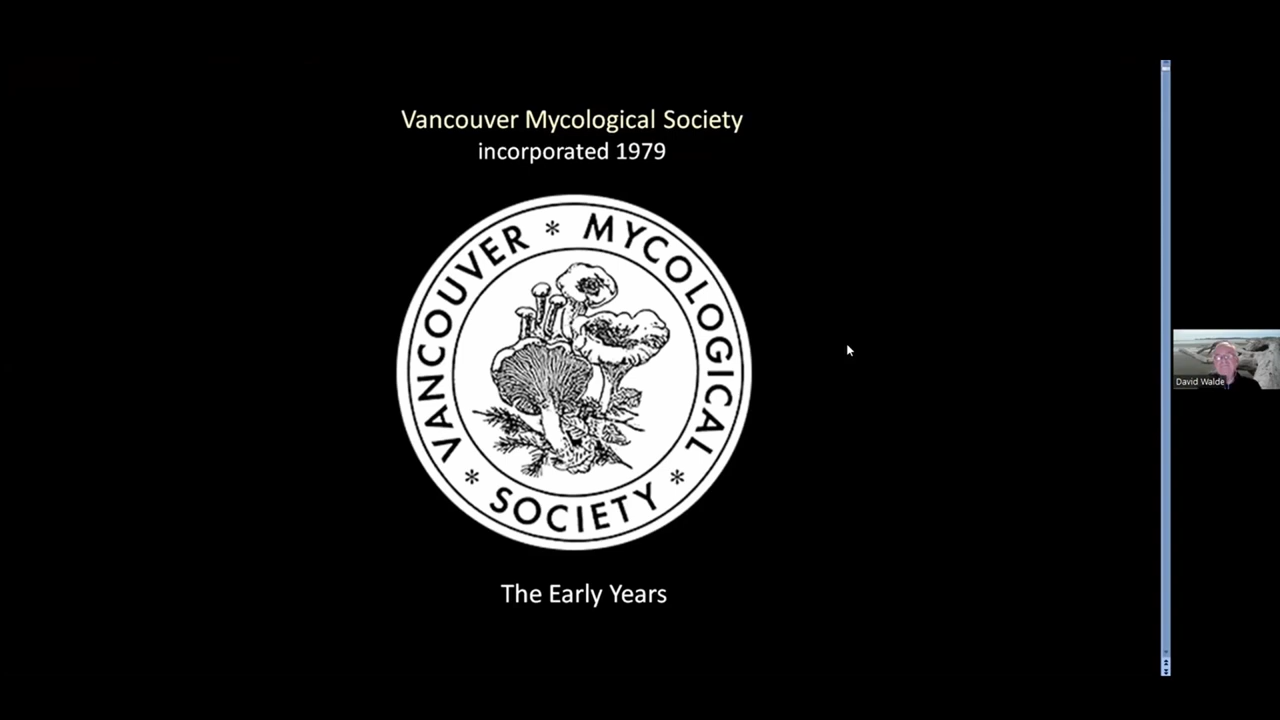 Vancouver Mycological Society
incorporated 1979
VANCOUVER * MYCOLOGICAL * SOCIETY *
The Early Years
David Walde